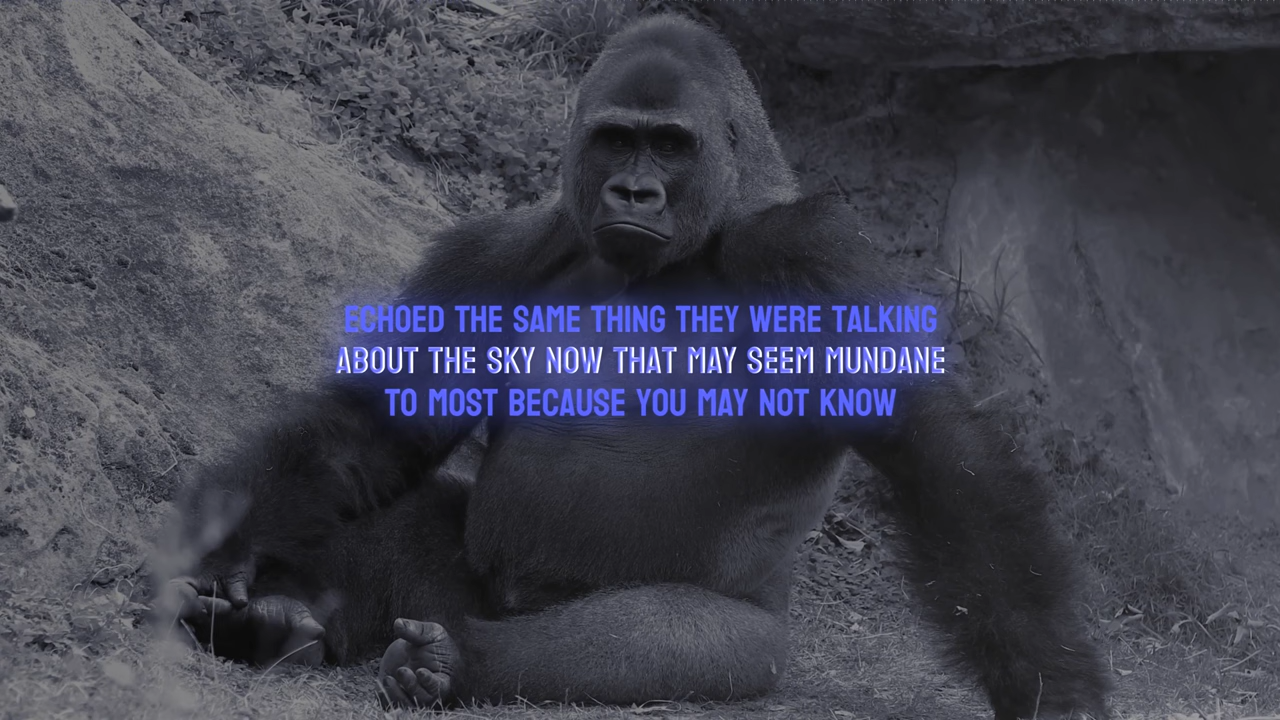 ECHOED THE SAME THING THEY WERE TALKING
ABOUT THE SKY NOW THAT MAY SEEM MUNDANE
TO MOST BECAUSE YOU MAY NOT KNOW